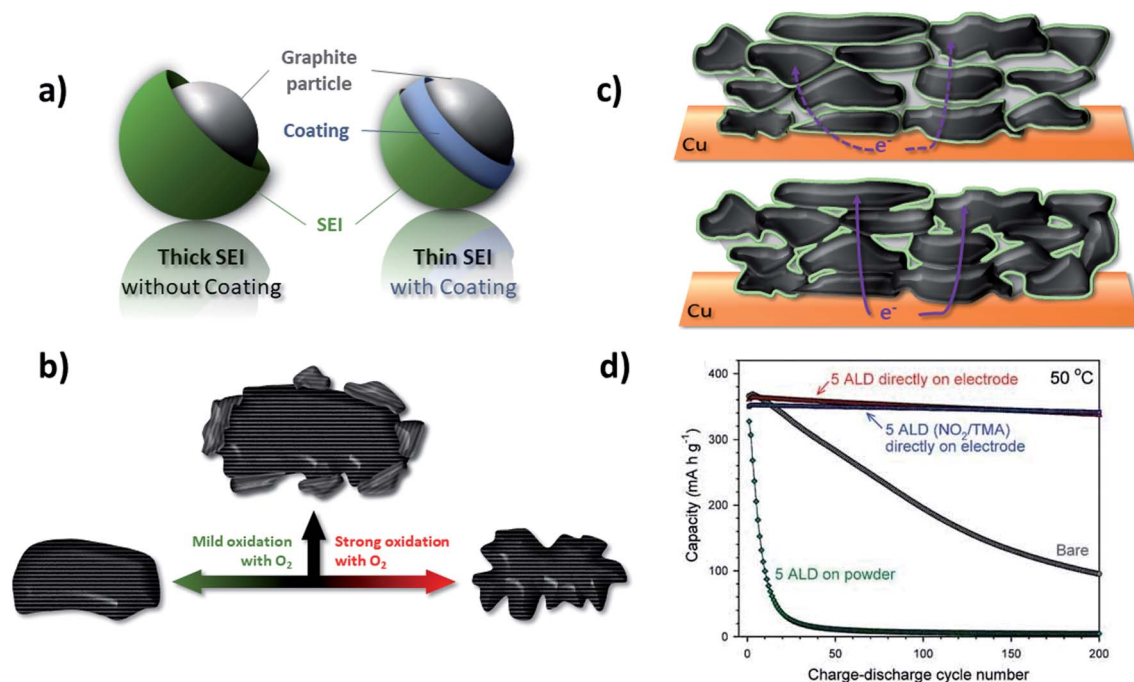 a)
Graphite
particle
Coating
SEI
Thick SEI
without Coating
Thin SEI
with Coating
b)
Mild oxidation
with O₂
Strong oxidation
with O₂
c)
Cu
e⁻
Cu
e⁻
d)
50 °C
5 ALD directly on electrode
5 ALD (NO₂/TMA)
directly on electrode
Bare
5 ALD on powder
Capacity (mA h g⁻¹)
400
300
200
100
0
0
50
100
150
200
Charge-discharge cycle number